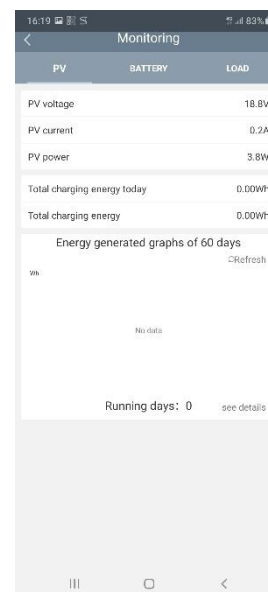 16:19 83%
Monitoring
PV BATTERY LOAD
PV voltage 18.8V
PV current 0.2A
PV power 3.8W
Total charging energy today 0.00Wh
Total charging energy 0.00Wh
Energy generated graphs of 60 days
Refresh
Wh
No data
Running days: 0 see details